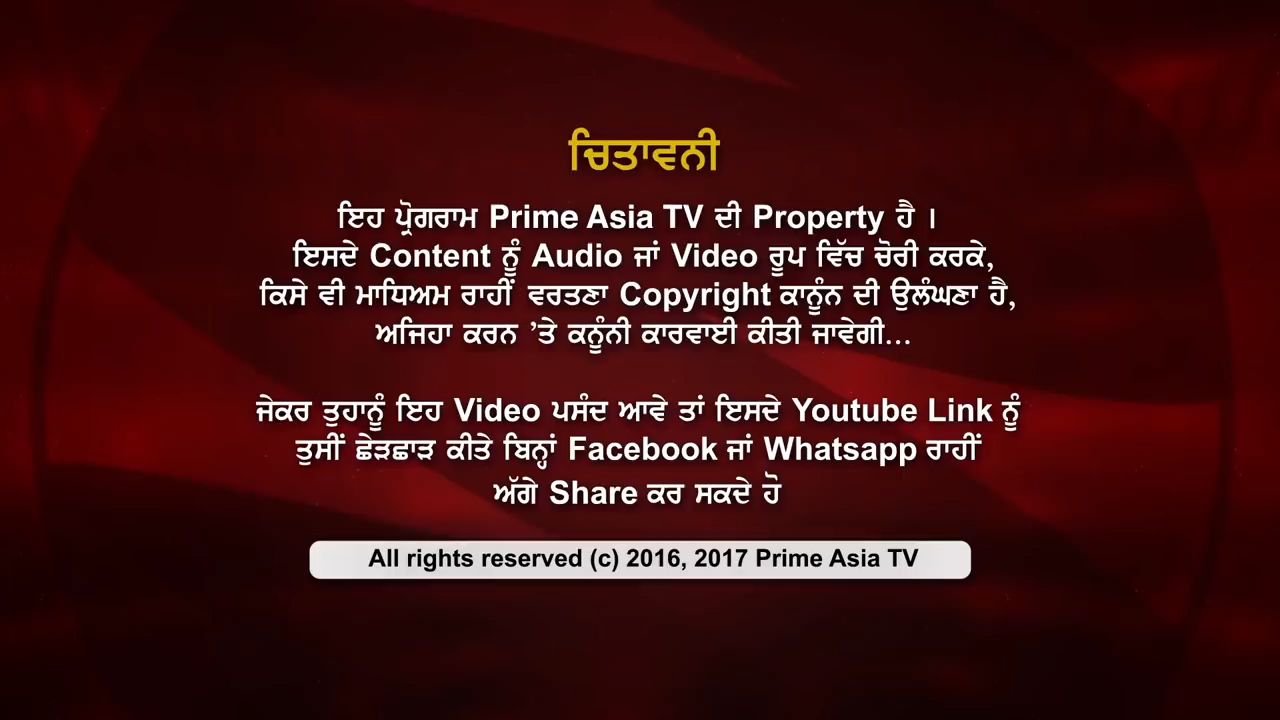 ਚਿਤਾਵਨੀ
ਇਹ ਪ੍ਰੋਗਰਾਮ Prime Asia TV ਦੀ Property ਹੈ ।
ਇਸਦੇ Content ਨੂੰ Audio ਜਾਂ Video ਰੂਪ ਵਿੱਚ ਚੋਰੀ ਕਰਕੇ,
ਕਿਸੇ ਵੀ ਮਾਧਿਅਮ ਰਾਹੀਂ ਵਰਤਣਾ Copyright ਕਾਨੂੰਨ ਦੀ ਉਲੰਘਣਾ ਹੈ,
ਅਜਿਹਾ ਕਰਨ ’ਤੇ ਕਨੂੰਨੀ ਕਾਰਵਾਈ ਕੀਤੀ ਜਾਵੇਗੀ...
ਜੇਕਰ ਤੁਹਾਨੂੰ ਇਹ Video ਪਸੰਦ ਆਵੇ ਤਾਂ ਇਸਦੇ Youtube Link ਨੂੰ
ਤੁਸੀਂ ਛੇੜਛਾੜ ਕੀਤੇ ਬਿਨ੍ਹਾਂ Facebook ਜਾਂ Whatsapp ਰਾਹੀਂ
ਅੱਗੇ Share ਕਰ ਸਕਦੇ ਹੋ
All rights reserved (c) 2016, 2017 Prime Asia TV